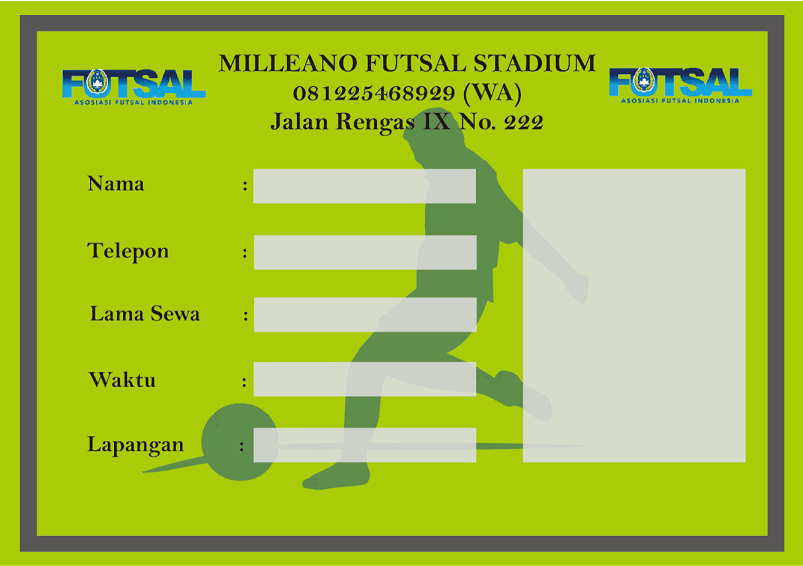 MILLEANO FUTSAL STADIUM
FUTSAL
ASOSIASI FUTSAL INDONESIA
081225468929 (WA)
FUTSAL
ASOSIASI FUTSAL INDONESIA
Jalan Rengas IX No. 222
Nama :
Telepon :
Lama Sewa :
Waktu :
Lapangan :